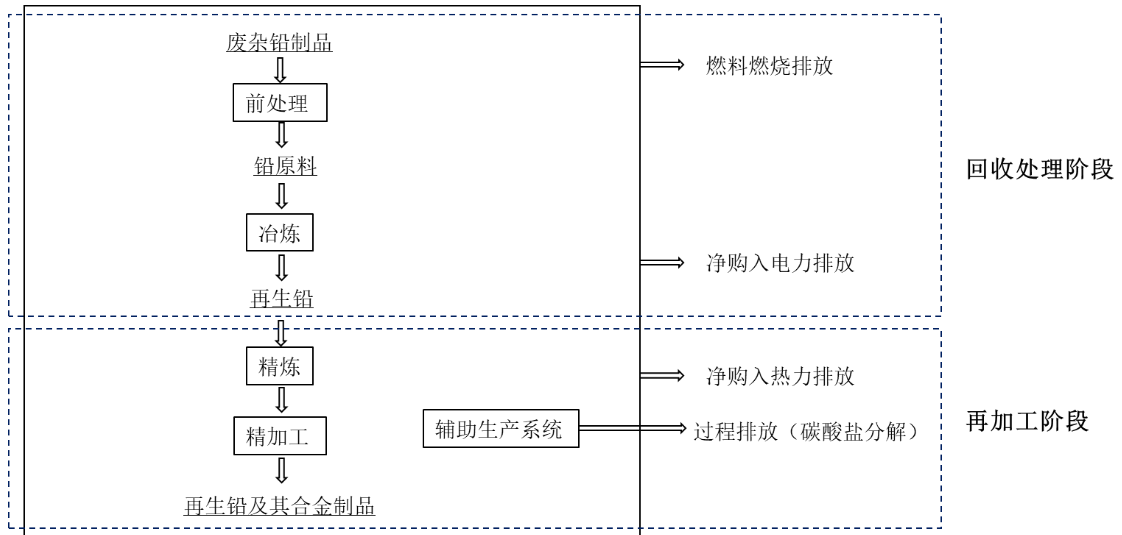 废杂铅制品
燃料燃烧排放
前处理
铅原料
回收处理阶段
冶炼
净购入电力排放
再生铅
精炼
净购入热力排放
精加工
辅助生产系统
过程排放（碳酸盐分解）
再加工阶段
再生铅及其合金制品